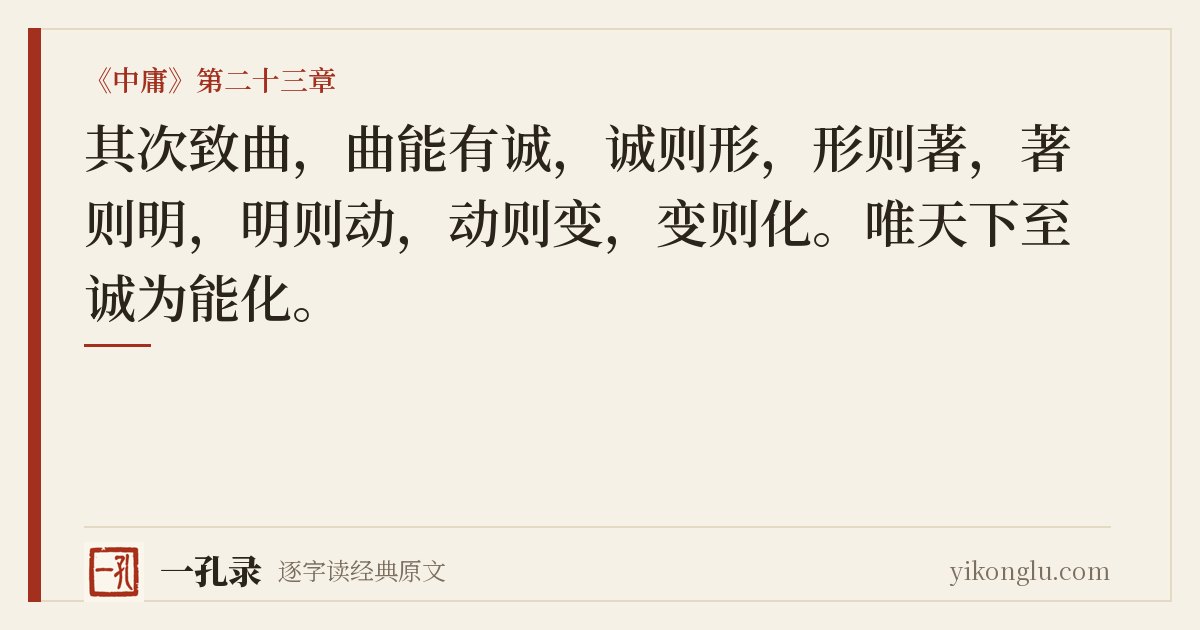 《中庸》第二十三章
其次致曲，曲能有诚，诚则形，形则著，著
则明，明则动，动则变，变则化。唯天下至
诚为能化。
一孔
一孔录 逐字读经典原文
yikonglu.com